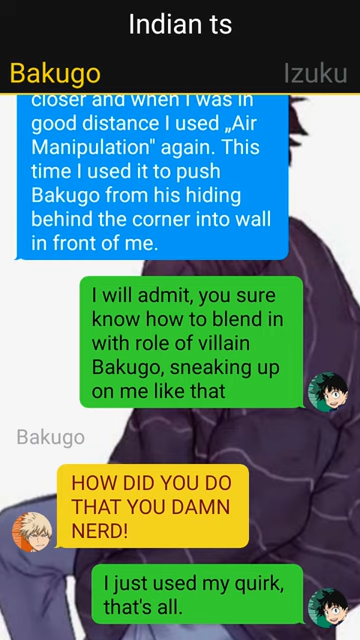 Indian ts
Bakugo Izuku
closer and when I was in
good distance I used „Air
Manipulation" again. This
time I used it to push
Bakugo from his hiding
behind the corner into wall
in front of me.
I will admit, you sure
know how to blend in
with role of villain
Bakugo, sneaking up
on me like that
Bakugo
HOW DID YOU DO
THAT YOU DAMN
NERD!
I just used my quirk,
that's all.